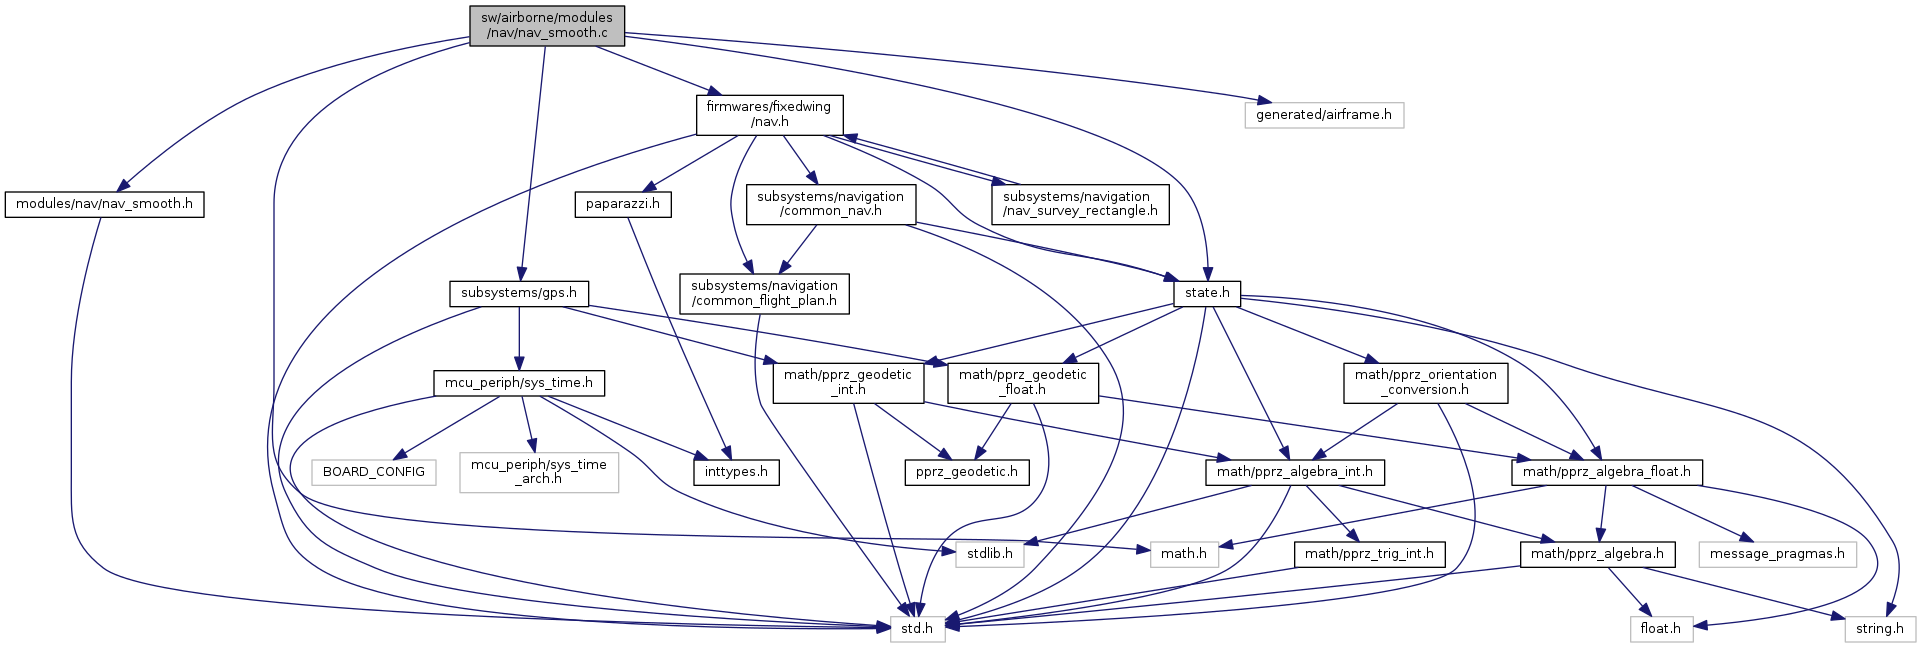 sw/airborne/modules
/nav/nav_smooth.c
firmwares/fixedwing
/nav.h
generated/airframe.h
modules/nav/nav_smooth.h
paparazzi.h
subsystems/navigation
/common_nav.h
subsystems/navigation
/nav_survey_rectangle.h
subsystems/gps.h
subsystems/navigation
/common_flight_plan.h
state.h
mcu_periph/sys_time.h
math/pprz_geodetic
_int.h
math/pprz_geodetic
_float.h
math/pprz_orientation
_conversion.h
BOARD_CONFIG
mcu_periph/sys_time
_arch.h
inttypes.h
pprz_geodetic.h
math/pprz_algebra_int.h
math/pprz_algebra_float.h
stdlib.h
math.h
math/pprz_trig_int.h
math/pprz_algebra.h
message_pragmas.h
std.h
float.h
string.h